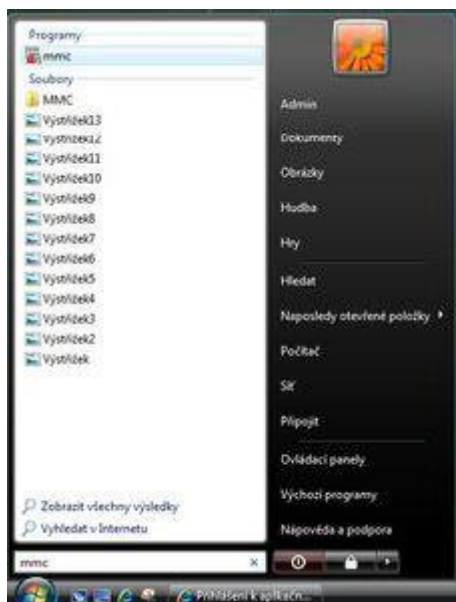 Programy
mmc
Soubory
MMC
Výstřižek13
Výstřižek12
Výstřižek11
Výstřižek10
Výstřižek9
Výstřižek8
Výstřižek7
Výstřižek6
Výstřižek5
Výstřižek4
Výstřižek3
Výstřižek2
Výstřižek
Zobrazit všechny výsledky
Vyhledat v Internetu
mmc
Admin
Dokumenty
Obrázky
Hudba
Hry
Hledat
Naposledy otevřené položky
Počítač
Síť
Připojit
Ovládací panely
Výchozí programy
Nápověda a podpora
Přihlášení k aplikačn...